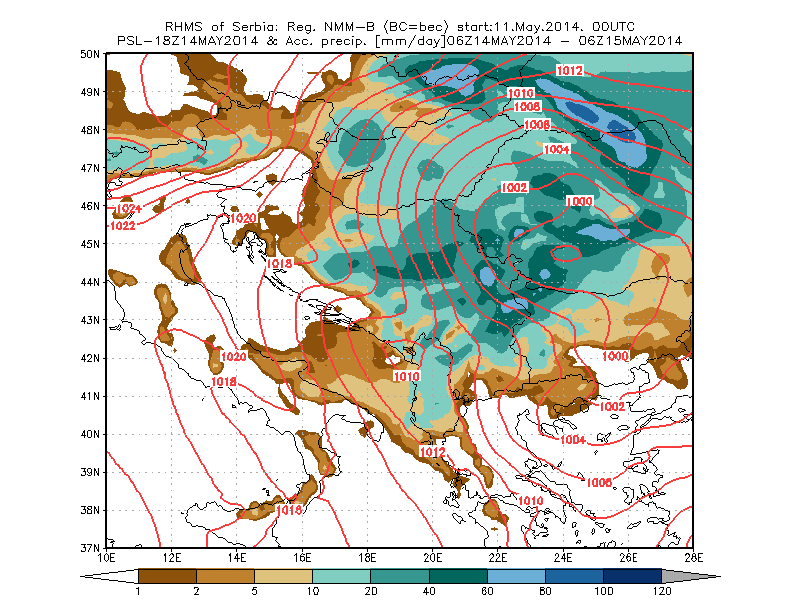 RHMS of Serbia: Reg. NMM-B (BC=bec) start:11.May.2014. 00UTC
PSL-18Z14MAY2014 & Acc. precip. [mm/day]06Z14MAY2014 - 06Z15MAY2014
50N
1012
49N
1010
1008
48N
1008
1004
47N
1002
1000
46N
1024
1020
1022
45N
1018
44N
43N
42N
1020
1000
1018
1010
41N
1002
40N
1004
1012
39N
1006
1010
38N
1016
37N
10E 12E 14E 16E 18E 20E 22E 24E 26E 28E
1 2 5 10 20 40 60 80 100 120